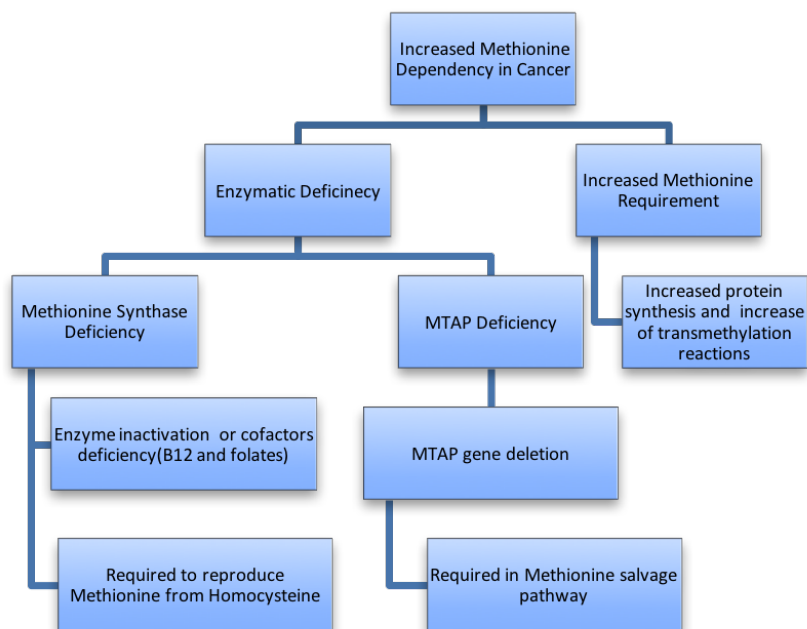 Increased Methionine
Dependency in Cancer
Enzymatic Deficinecy
Increased Methionine
Requirement
Methionine Synthase
Deficiency
MTAP Deficiency
Increased protein
synthesis and  increase
of transmethylation
reactions
Enzyme inactivation  or cofactors
deficiency(B12 and folates)
MTAP gene deletion
Required to reproduce
Methionine from Homocysteine
Required in Methionine salvage
pathway